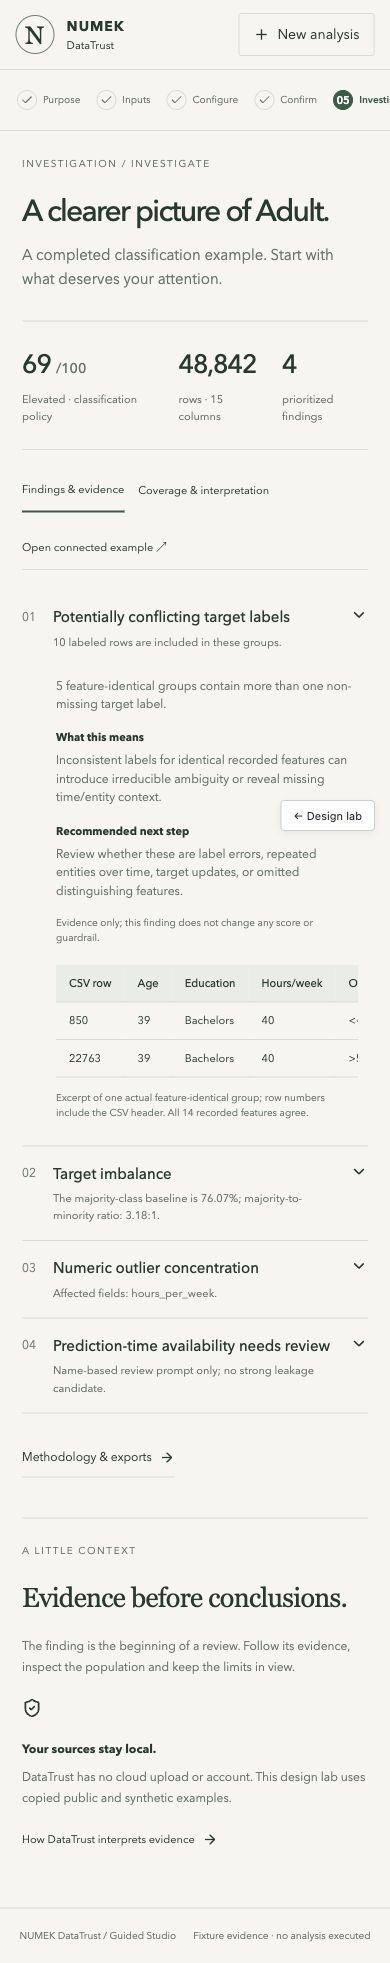 N NUMEK
DataTrust
+ New analysis
Purpose Inputs Configure Confirm 05 Investi
INVESTIGATION / INVESTIGATE
A clearer picture of Adult.
A completed classification example. Start with
what deserves your attention.
69 /100 48,842 4
Elevated · classification rows · 15 prioritized
policy columns findings
Findings & evidence Coverage & interpretation
Open connected example ↗
01 Potentially conflicting target labels
10 labeled rows are included in these groups.
5 feature-identical groups contain more than one non-
missing target label.
What this means
Inconsistent labels for identical recorded features can
introduce irreducible ambiguity or reveal missing
time/entity context.
← Design lab
Recommended next step
Review whether these are label errors, repeated
entities over time, target updates, or omitted
distinguishing features.
Evidence only; this finding does not change any score or
guardrail.
CSV row Age Education Hours/week O
850 39 Bachelors 40 <
22763 39 Bachelors 40 >
Excerpt of one actual feature-identical group; row numbers
include the CSV header. All 14 recorded features agree.
02 Target imbalance
The majority-class baseline is 76.07%; majority-to-
minority ratio: 3.18:1.
03 Numeric outlier concentration
Affected fields: hours_per_week.
04 Prediction-time availability needs review
Name-based review prompt only; no strong leakage
candidate.
Methodology & exports →
A LITTLE CONTEXT
Evidence before conclusions.
The finding is the beginning of a review. Follow its evidence,
inspect the population and keep the limits in view.
Your sources stay local.
DataTrust has no cloud upload or account. This design lab uses
copied public and synthetic examples.
How DataTrust interprets evidence →
NUMEK DataTrust / Guided Studio Fixture evidence · no analysis executed